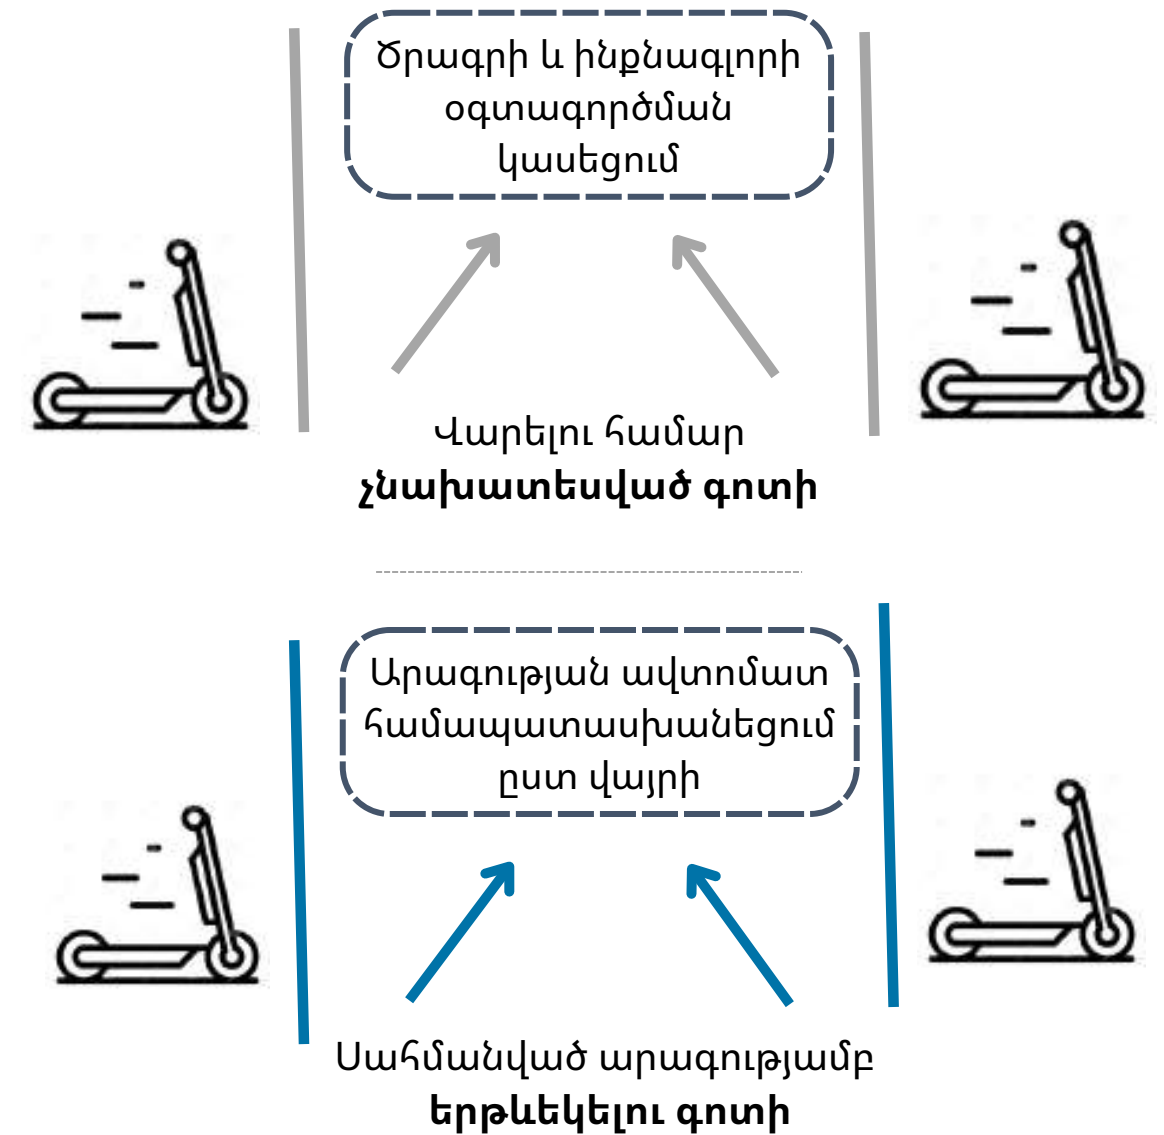 Ծրագրի և ինքնագլորի
օգտագործման
կասեցում
Վարելու համար
չնախատեսված գոտի
Արագության ավտոմատ
համապատասխանեցում
ըստ վայրի
Սահմանված արագությամբ
երթևեկելու գոտի